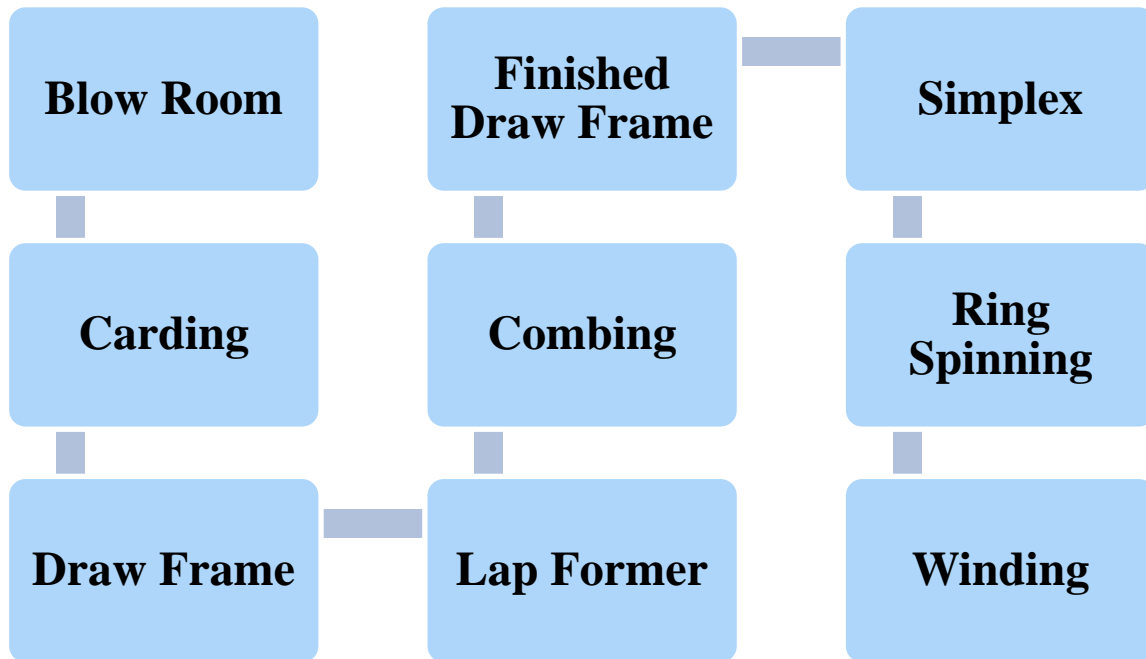 Blow Room
Carding
Draw Frame
Lap Former
Combing
Finished
Draw Frame
Simplex
Ring
Spinning
Winding